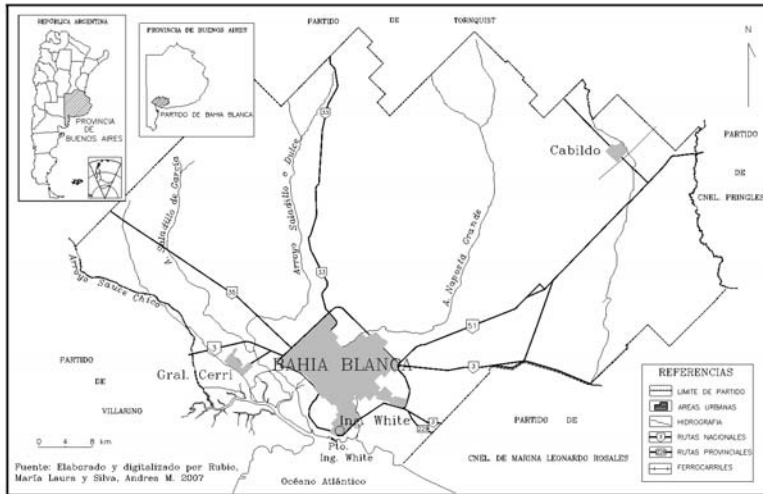 REPÚBLICA ARGENTINA
PROVINCIA
DE
BUENOS AIRES
PROVINCIA DE BUENOS AIRES
PARTIDO DE BAHIA BLANCA
PARTIDO DE TORNQUIST
N
33
Cabildo
PARTIDO
DE
CNEL. PRINGLES
A. Saladillo de García
Arroyo Saladillo o Dulce
A. Napostá Grande
Arroyo Sauce Chico
33
35
51
3
BAHIA BLANCA
3
Gral. Cerri
PARTIDO
DE
VILLARINO
Ing. White
3
Pto.
Ing. White
PARTIDO DE
CNEL. DE MARINA LEONARDO ROSALES
Océano Atlántico
0 4 8 km
Fuente: Elaborado y digitalizado por Rubio,
María Laura y Silva, Andrea M. 2007
REFERENCIAS
LIMITE DE PARTIDO
AREAS URBANAS
HIDROGRAFIA
3 RUTAS NACIONALES
RUTAS PROVINCIALES
FERROCARRILES